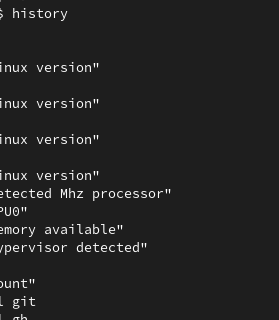 $ history
inux version"
inux version"
inux version"
inux version"
etected Mhz processor"
PU0"
emory available"
ypervisor detected"
ount"
l git
l gh